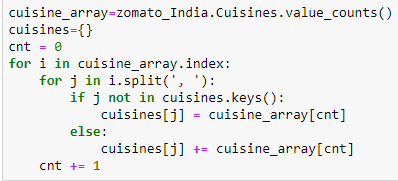 cuisine_array=zomato_India.Cuisines.value_counts()
cuisines={}
cnt = 0
for i in cuisine_array.index:
    for j in i.split(', '):
        if j not in cuisines.keys():
            cuisines[j] = cuisine_array[cnt]
        else:
            cuisines[j] += cuisine_array[cnt]
    cnt += 1